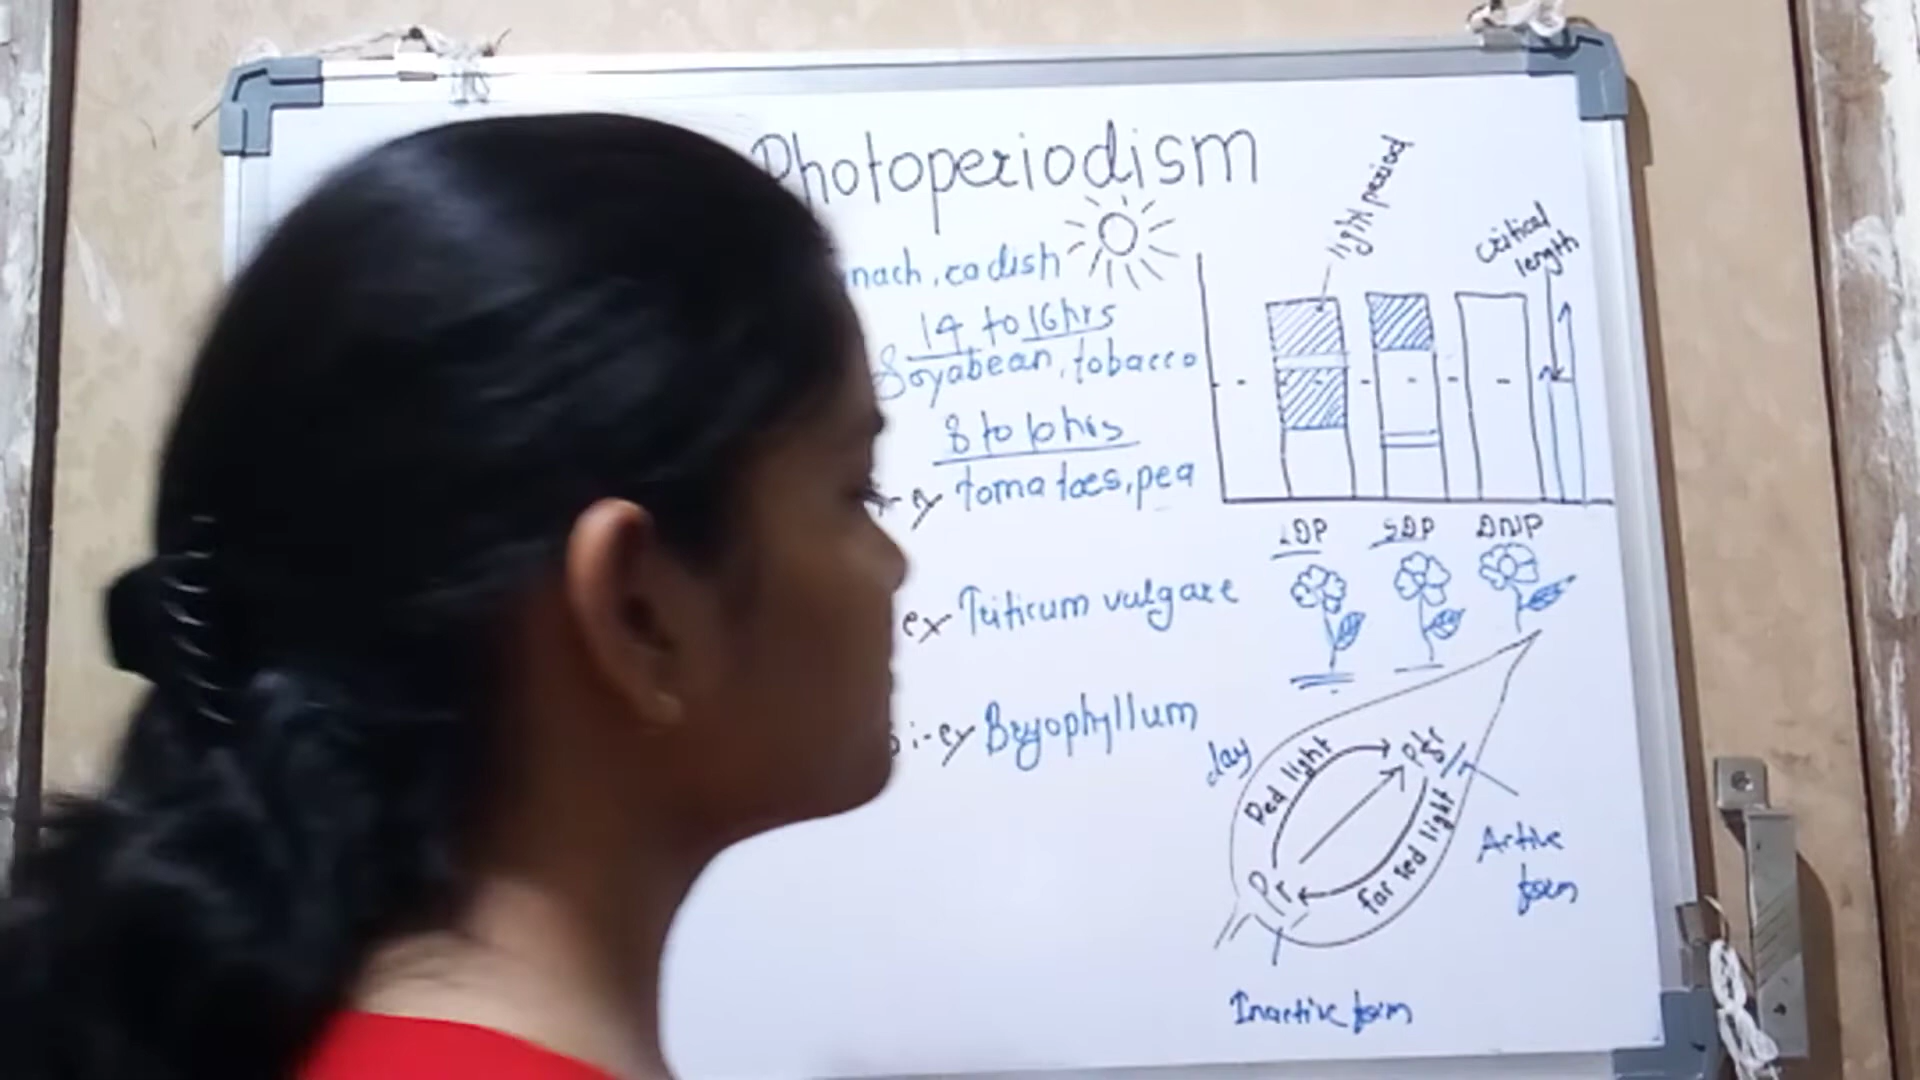 Photoperiodism
nach, radish
14 to 16hrs
Soyabean, tobacco
8 to 10hrs
tomatoes, pea
ex Triticum vulgare
:-ex Bryophyllum
light period
critical
length
LDP SDP DNP
day
Red light
Pfr
far red light
Pr
Active
form
Inactive form